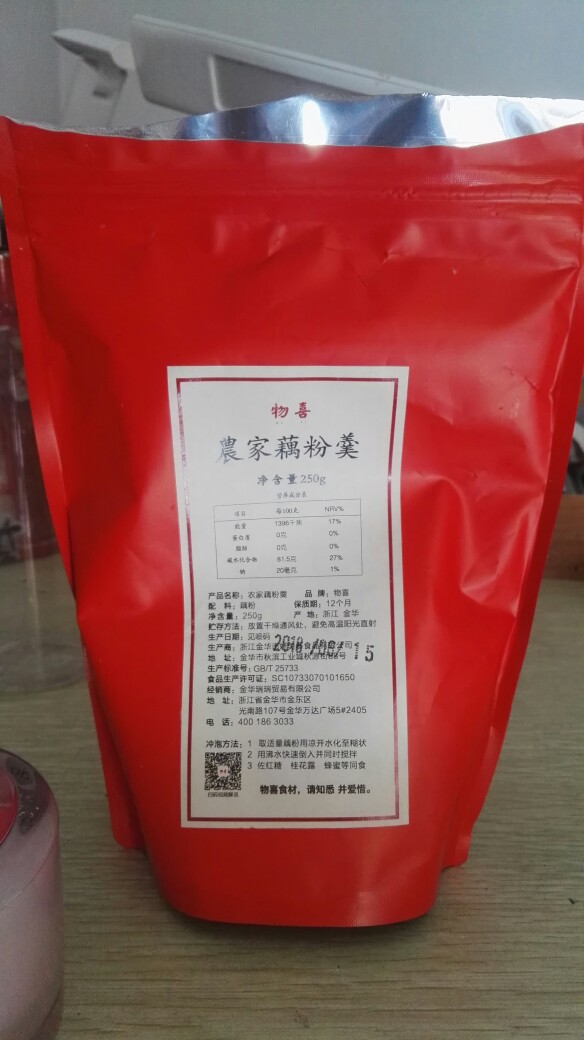 物喜
農家藕粉羹
净含量250g
营养成分表
项目 每100克 NRV%
能量 1396千焦 17%
蛋白质 0克 0%
脂肪 0克 0%
碳水化合物 81.5克 27%
钠 20毫克 1%
产品名称：农家藕粉羹 品 牌：物喜
配 料：藕粉 保质期：12个月
净含量：250g 产 地：浙江 金华
贮存方法：放置干燥通风处，避免高温阳光直射
生产日期：见喷码
生产商：浙江金华
地 址：金华市秋滨工业城秋源街
生产标准号：GB/T 25733
食品生产许可证：SC10733070101650
经销商：金华瑞瑞贸易有限公司
地 址：浙江省金华市金东区
光南路107号金华万达广场5#2405
电 话：400 186 3033
冲泡方法：1 取适量藕粉用凉开水化至糊状
2 用沸水快速倒入并同时搅拌
3 佐红糖 桂花露 蜂蜜等同食
物喜食材，请知悉 并爱惜。